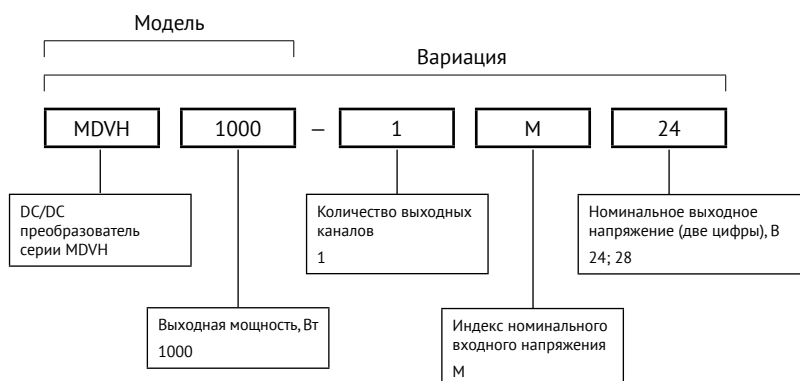 Модель
Вариация
MDVH 1000 – 1 М 24
DC/DC
преобразователь
серии MDVH
Количество выходных
каналов
1
Номинальное выходное
напряжение (две цифры), В
24; 28
Выходная мощность, Вт
1000
Индекс номинального
входного напряжения
М